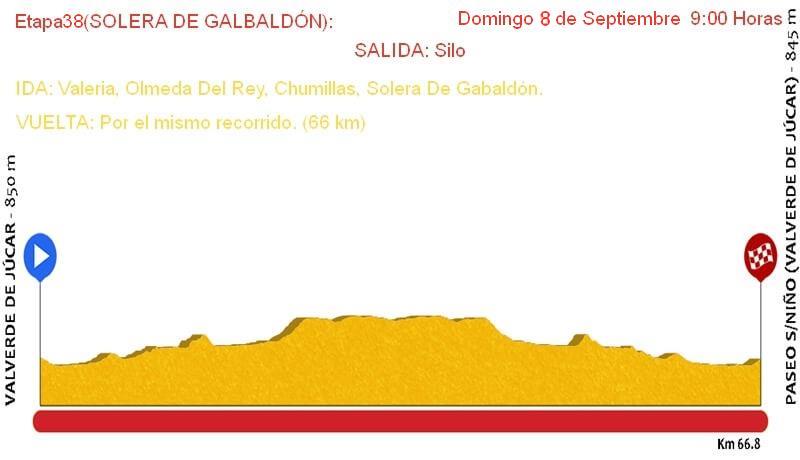 Etapa38(SOLERA DE GALBALDÓN):
Domingo 8 de Septiembre 9:00 Horas
SALIDA: Silo
IDA: Valeria, Olmeda Del Rey, Chumillas, Solera De Gabaldón.
VUELTA: Por el mismo recorrido. (66 km)
VALVERDE DE JÚCAR - 850 m
PASEO S/NIÑO (VALVERDE DE JÚCAR) - 845 m
Km 66.8